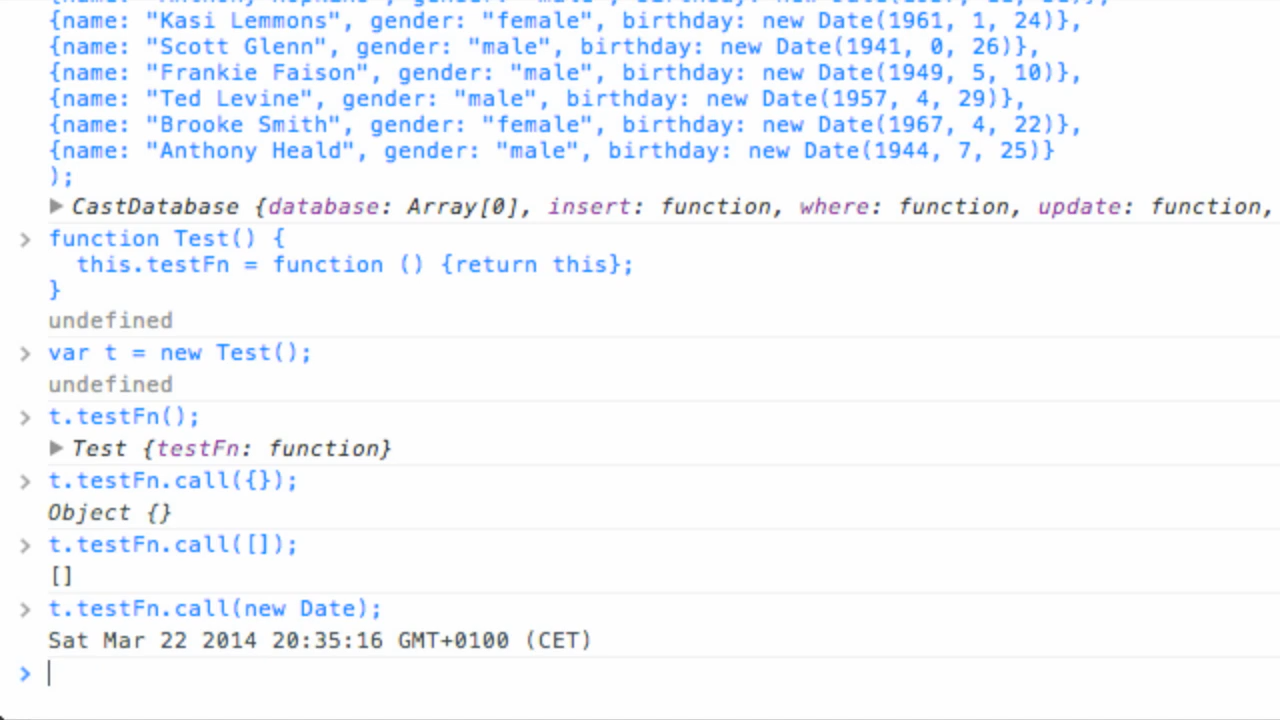 {name: "Kasi Lemmons", gender: "female", birthday: new Date(1961, 1, 24)},
{name: "Scott Glenn", gender: "male", birthday: new Date(1941, 0, 26)},
{name: "Frankie Faison", gender: "male", birthday: new Date(1949, 5, 10)},
{name: "Ted Levine", gender: "male", birthday: new Date(1957, 4, 29)},
{name: "Brooke Smith", gender: "female", birthday: new Date(1967, 4, 22)},
{name: "Anthony Heald", gender: "male", birthday: new Date(1944, 7, 25)}
);
▶ CastDatabase {database: Array[0], insert: function, where: function, update: function,
> function Test() {
this.testFn = function () {return this};
}
undefined
> var t = new Test();
undefined
> t.testFn();
▶ Test {testFn: function}
> t.testFn.call({});
Object {}
> t.testFn.call([]);
[]
> t.testFn.call(new Date);
Sat Mar 22 2014 20:35:16 GMT+0100 (CET)
>